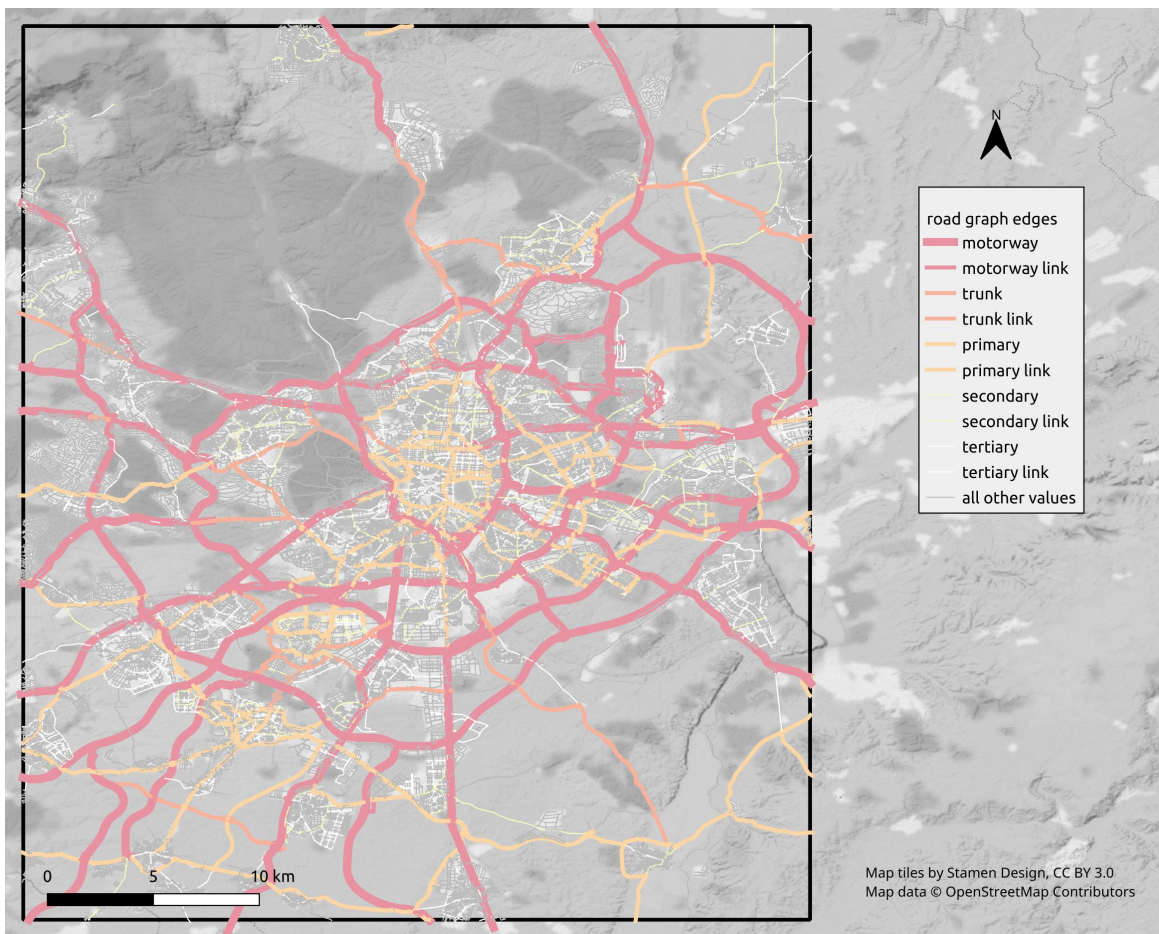 N
road graph edges
motorway
motorway link
trunk
trunk link
primary
primary link
secondary
secondary link
tertiary
tertiary link
all other values
0 5 10 km
Map tiles by Stamen Design, CC BY 3.0
Map data © OpenStreetMap Contributors